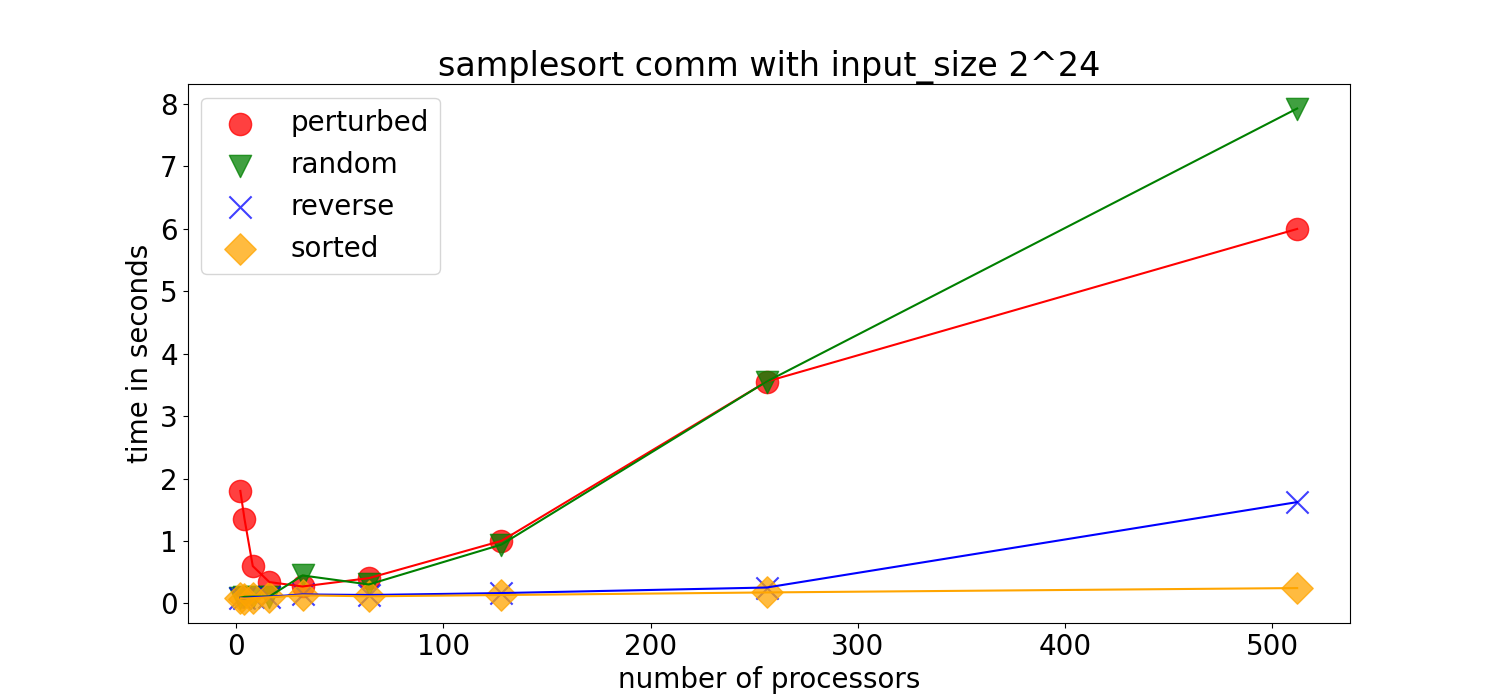 samplesort comm with input_size 2^24
perturbed
random
reverse
sorted
time in seconds
8
7
6
5
4
3
2
1
0
0 100 200 300 400 500
number of processors